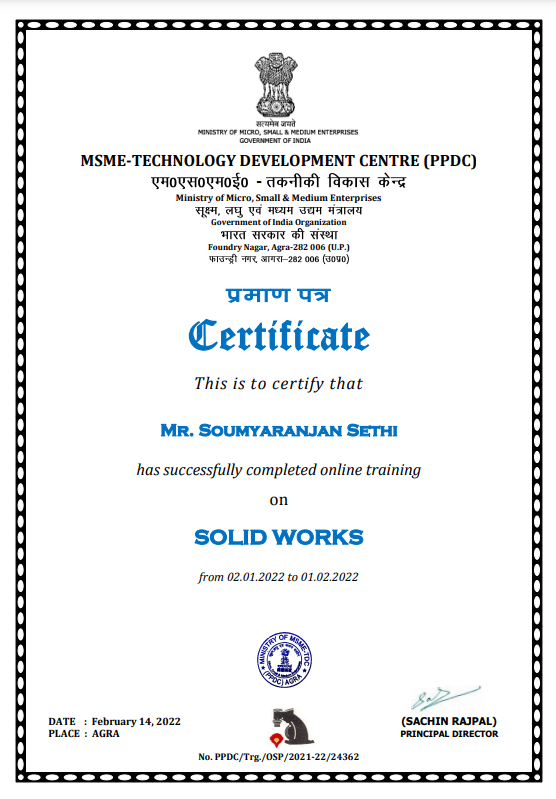 सत्यमेव जयते
MINISTRY OF MICRO, SMALL & MEDIUM ENTERPRISES
GOVERNMENT OF INDIA
MSME-TECHNOLOGY DEVELOPMENT CENTRE (PPDC)
एम0एस0एम0ई0 - तकनीकी विकास केन्द्र
Ministry of Micro, Small & Medium Enterprises
सूक्ष्म, लघु एवं मध्यम उद्यम मंत्रालय
Government of India Organization
भारत सरकार की संस्था
Foundry Nagar, Agra-282 006 (U.P.)
फाउन्ड्री नगर, आगरा–282 006 (उ0प्र0)
प्रमाण पत्र
Certificate
This is to certify that
Mr. Soumyaranjan Sethi
has successfully completed online training
on
SOLID WORKS
from 02.01.2022 to 01.02.2022
MINISTRY OF MSME-TDC
(PPDC) AGRA
DATE : February 14, 2022
PLACE : AGRA
(SACHIN RAJPAL)
PRINCIPAL DIRECTOR
No. PPDC/Trg./OSP/2021-22/24362